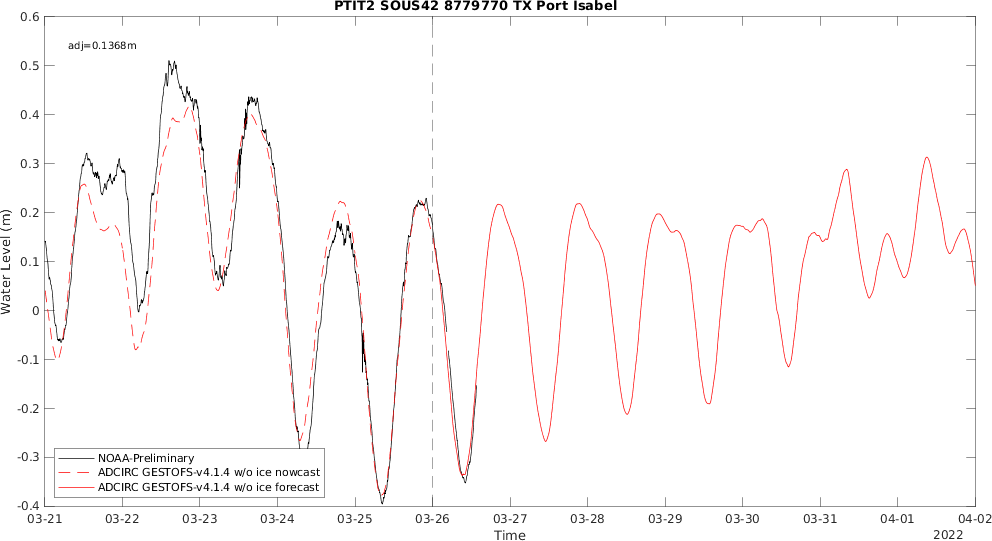 PTIT2 SOUS42 8779770 TX Port Isabel
adj=0.1368m
0.6
0.5
0.4
0.3
0.2
0.1
0
-0.1
-0.2
-0.3
-0.4
Water Level (m)
NOAA-Preliminary
ADCIRC GESTOFS-v4.1.4 w/o ice nowcast
ADCIRC GESTOFS-v4.1.4 w/o ice forecast
03-21 03-22 03-23 03-24 03-25 03-26 03-27 03-28 03-29 03-30 03-31 04-01 04-02
Time
2022